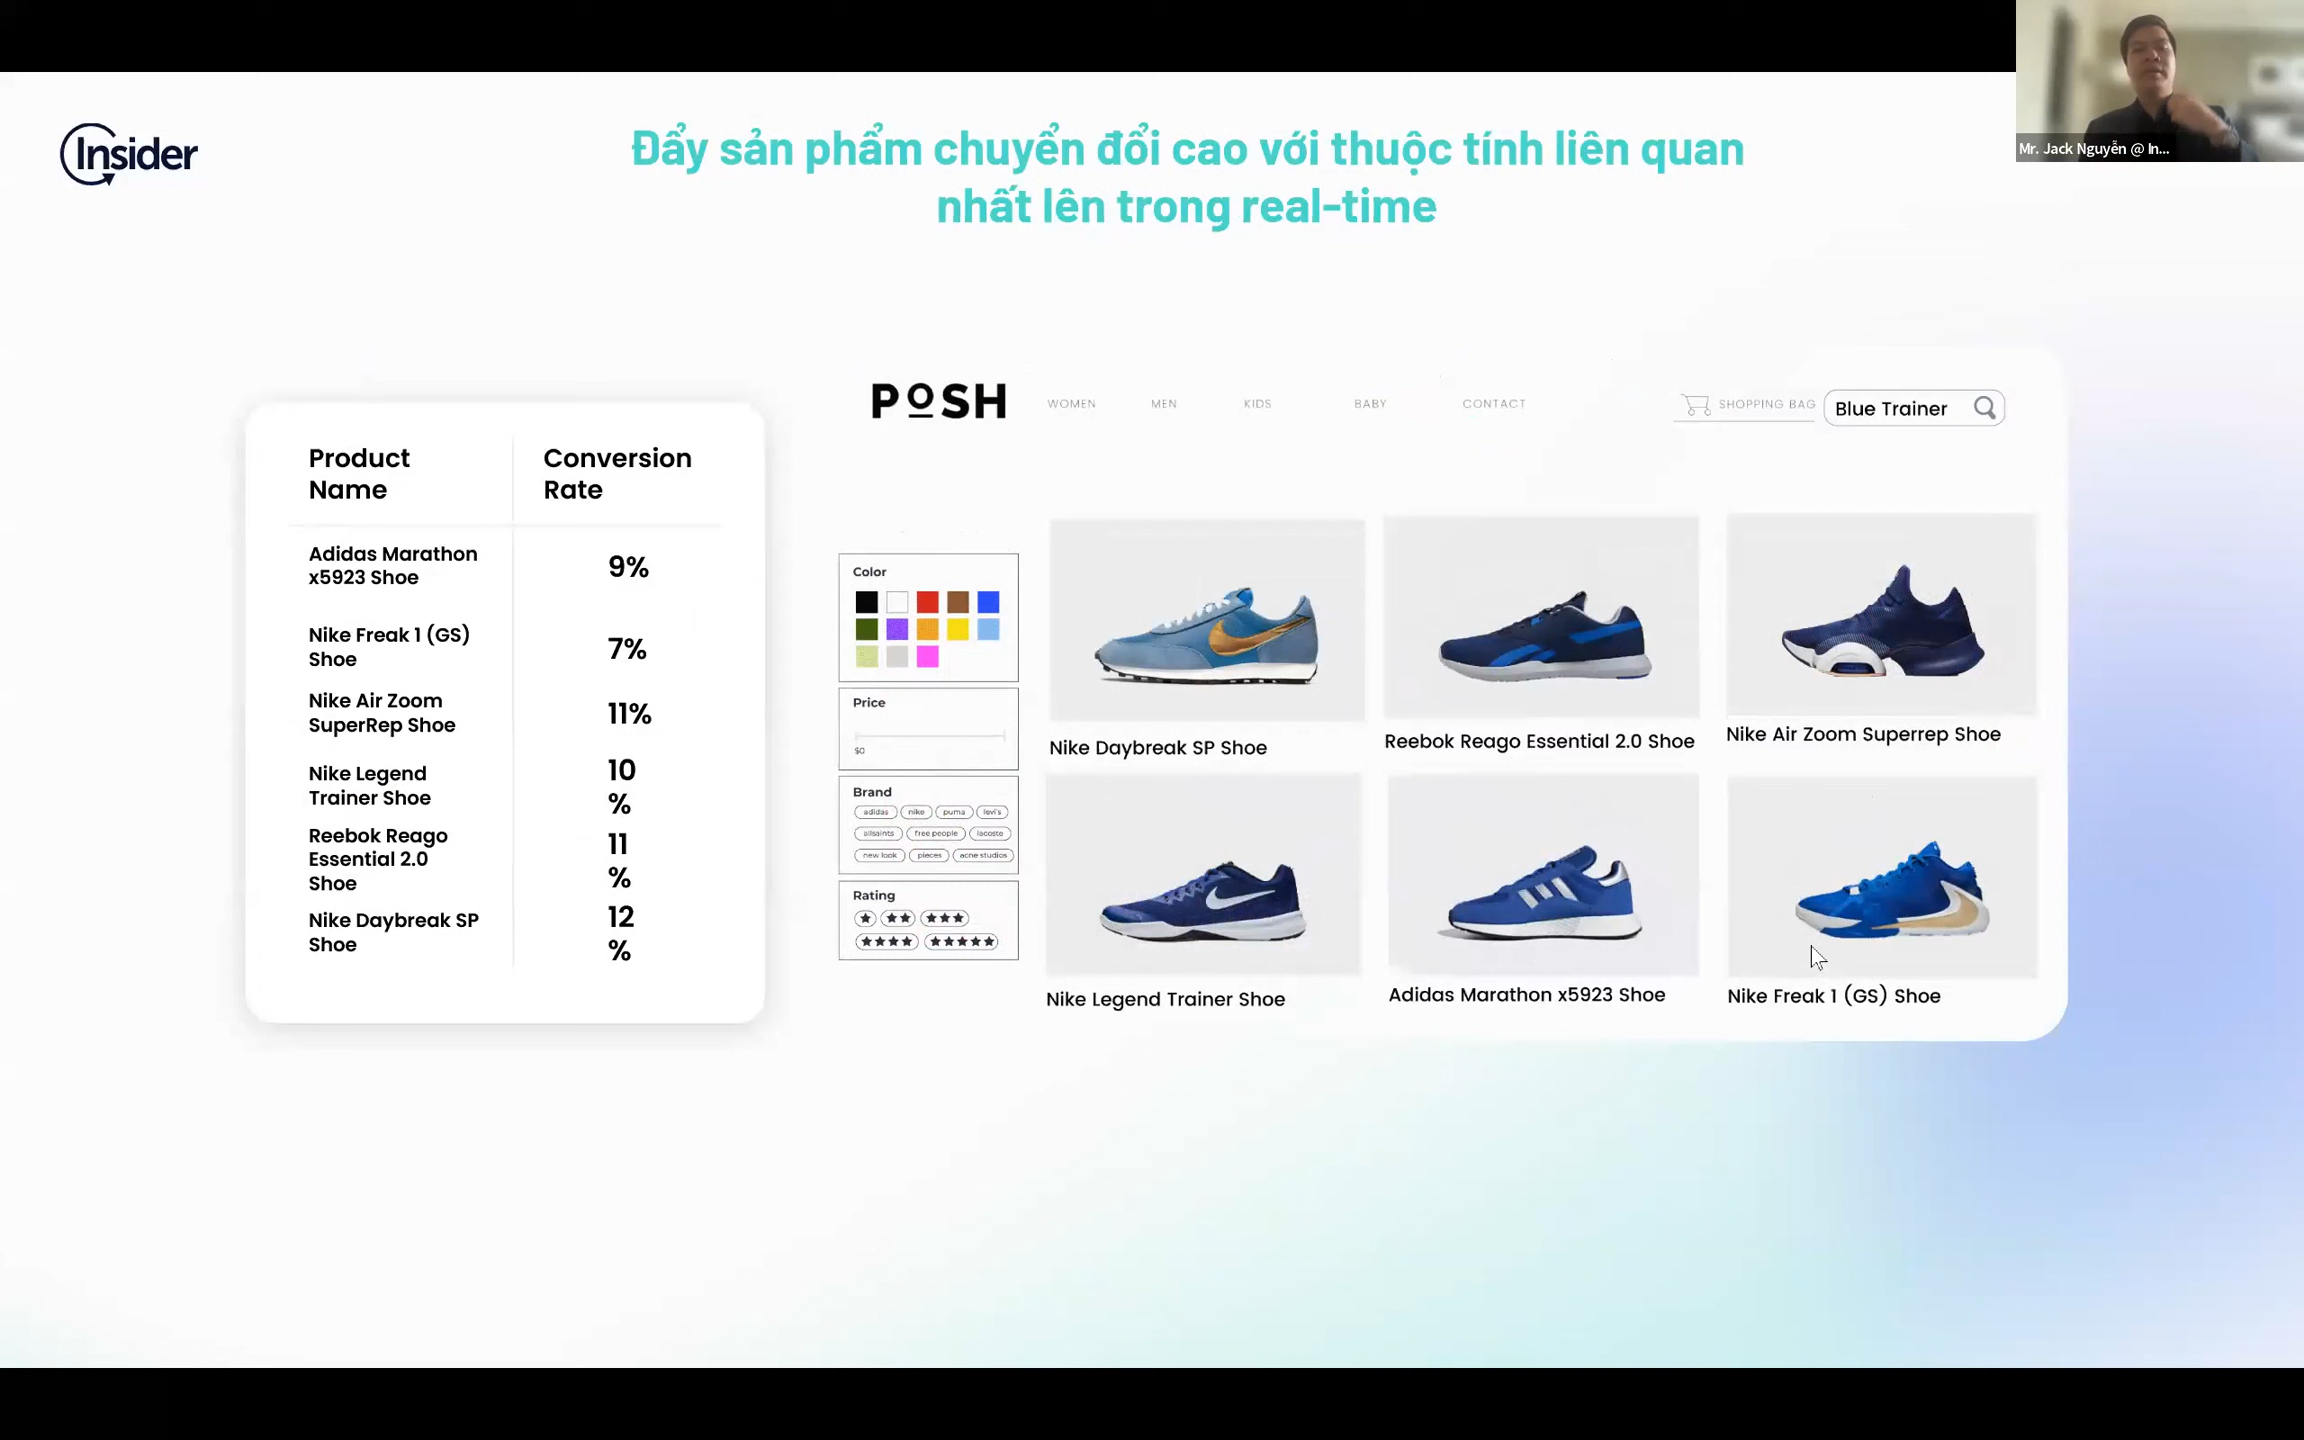 Mr. Jack Nguyễn @ In...
Insider
Đẩy sản phẩm chuyển đổi cao với thuộc tính liên quan
nhất lên trong real-time
Product
Name
Conversion
Rate
Adidas Marathon
x5923 Shoe
9%
Nike Freak 1 (GS)
Shoe
7%
Nike Air Zoom
SuperRep Shoe
11%
Nike Legend
Trainer Shoe
10
%
Reebok Reago
Essential 2.0
Shoe
11
%
Nike Daybreak SP
Shoe
12
%
POSH
WOMEN
MEN
KIDS
BABY
CONTACT
SHOPPING BAG
Blue Trainer
Color
Price
$0
Brand
adidas
nike
puma
levi's
allsaints
free people
lacoste
new look
pieces
acne studios
Rating
Nike Daybreak SP Shoe
Reebok Reago Essential 2.0 Shoe
Nike Air Zoom Superrep Shoe
Nike Legend Trainer Shoe
Adidas Marathon x5923 Shoe
Nike Freak 1 (GS) Shoe